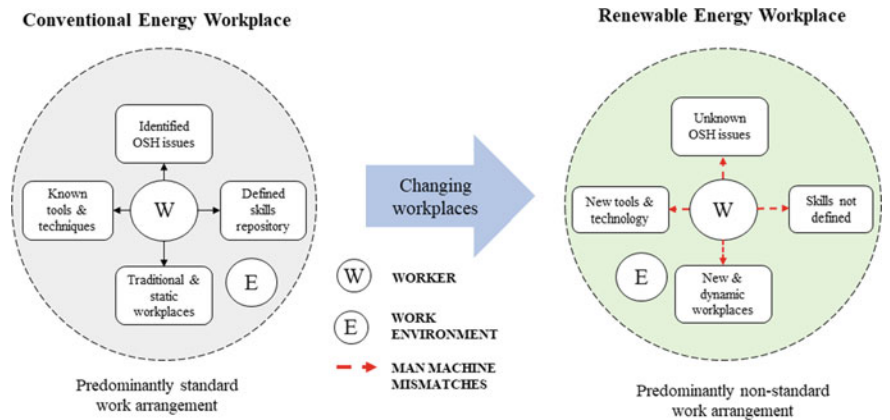 Conventional Energy Workplace
Identified
OSH issues
Known
tools &
techniques
W
Defined
skills
repository
Traditional &
static workplaces
E
Predominantly standard
work arrangement
Changing
workplaces
W
WORKER
E
WORK
ENVIRONMENT
MAN MACHINE
MISMATCHES
Renewable Energy Workplace
Unknown
OSH issues
New tools &
technology
W
Skills not
defined
E
New &
dynamic
workplaces
Predominantly non-standard
work arrangement